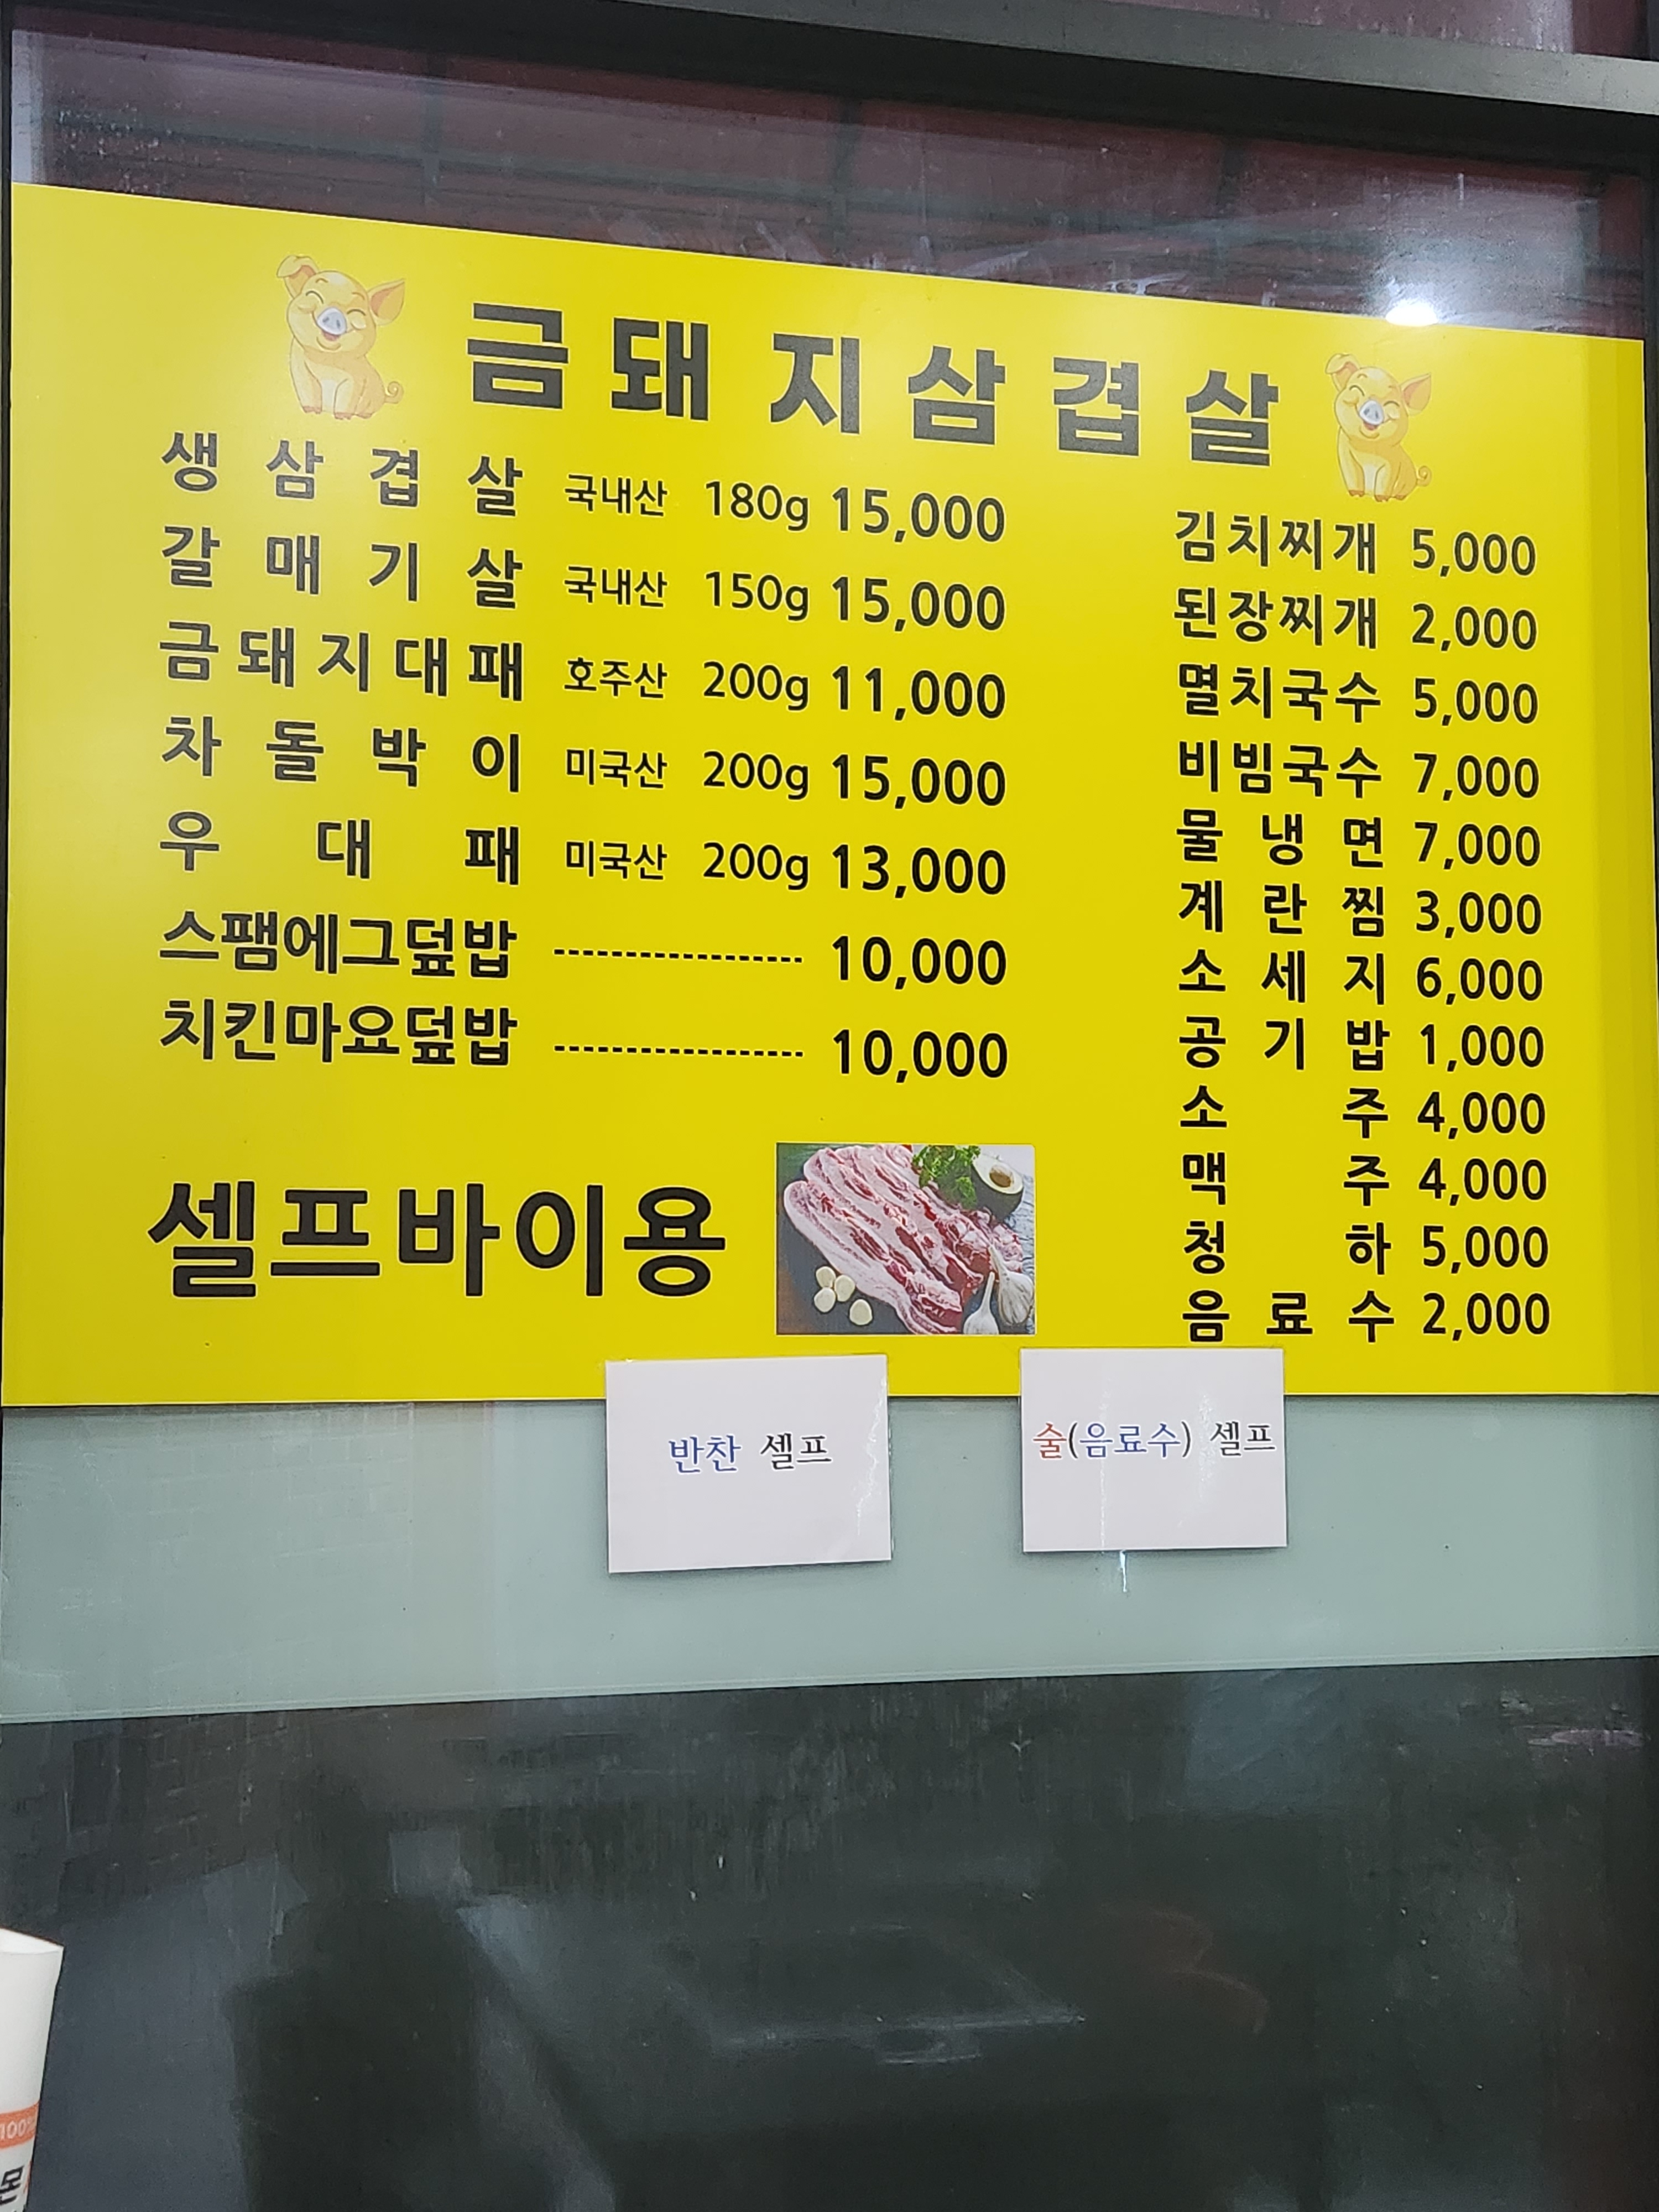 금돼지삼겹살
생삼겹살 국내산 180g 15,000
갈매기살 국내산 150g 15,000
금돼지대패 호주산 200g 11,000
차돌박이 미국산 200g 15,000
우대패 미국산 200g 13,000
스팸에그덮밥 ----------------- 10,000
치킨마요덮밥 ----------------- 10,000
셀프바이용
김치찌개 5,000
된장찌개 2,000
멸치국수 5,000
비빔국수 7,000
물냉면 7,000
계란찜 3,000
소세지 6,000
공기밥 1,000
소주 4,000
맥주 4,000
청하 5,000
음료수 2,000
반찬 셀프
술(음료수) 셀프